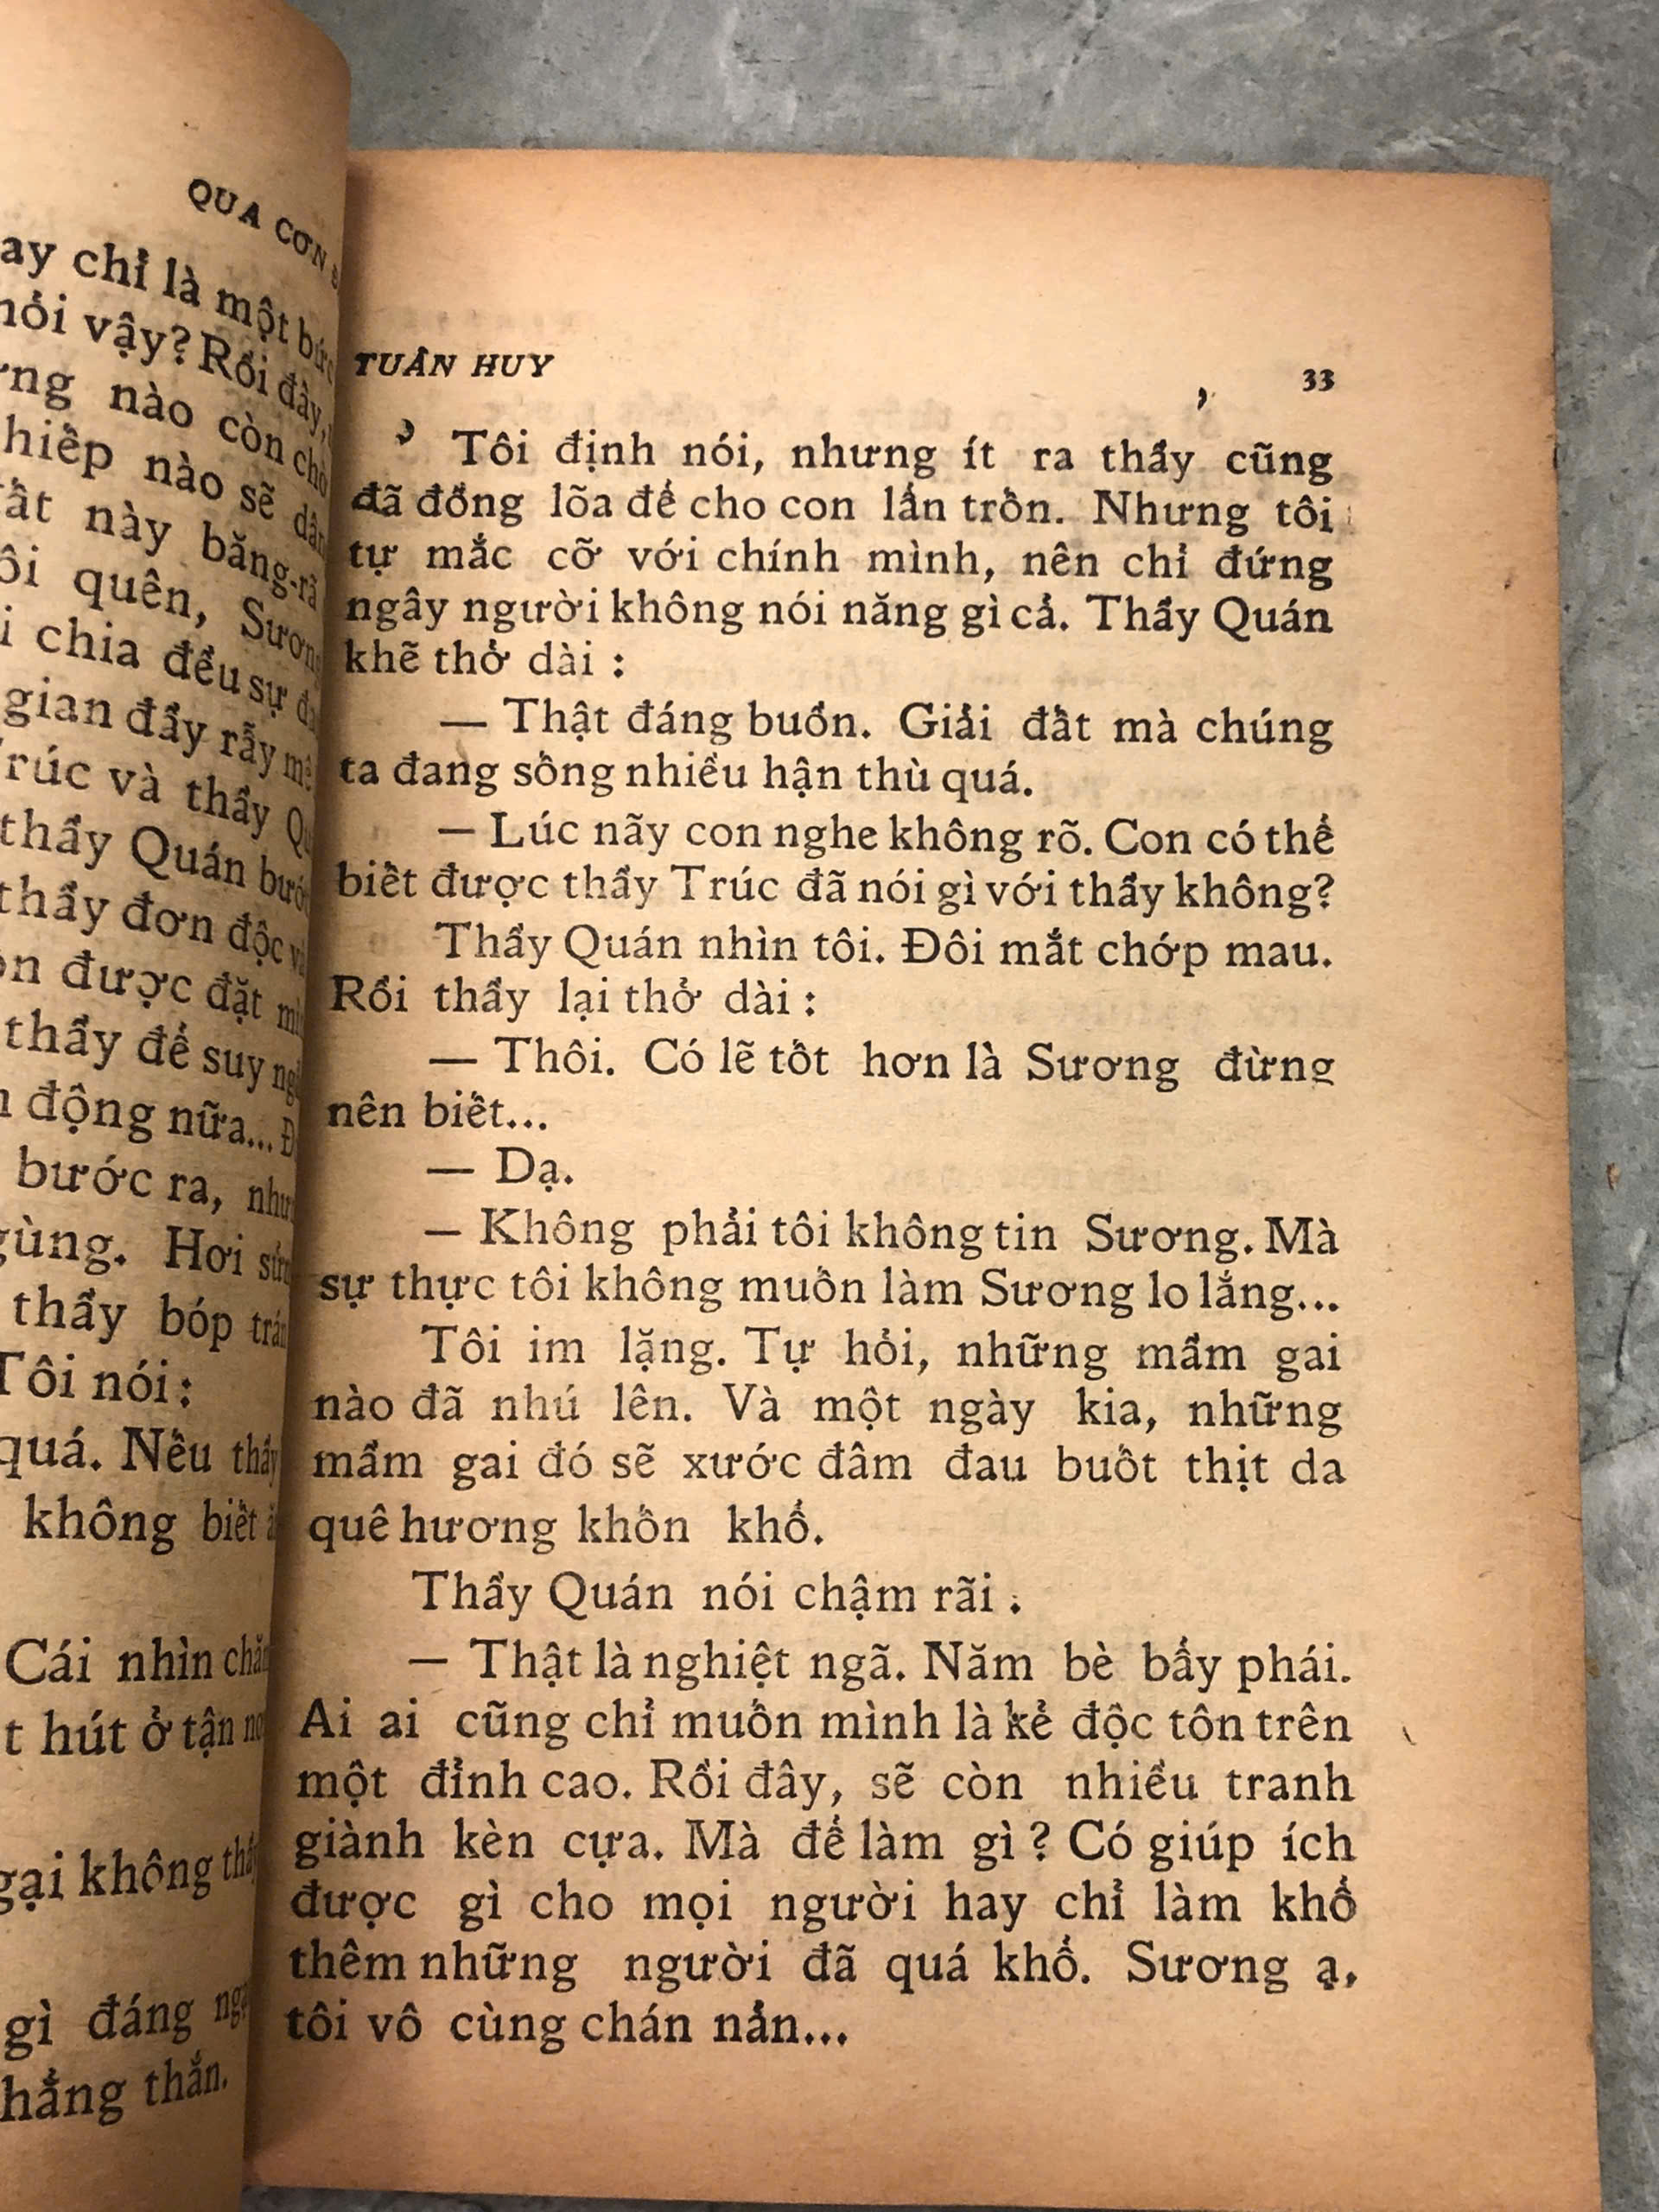 QUA CƠN
ay chỉ là một
vậy? Rồi đây,
nào còn
nào sẽ
này băng-rả
quên,
chia đều sự
gian đầy rẫy
và thầy
thầy Quán
thầy đơn độc
được đặt
thầy để suy
động nữa...
bước ra,
Hơi
thầy bóp
Tôi nói:
quá. Nếu
không biết
Cái nhìn
hút ở tận
không
gì đáng
thắn.
TUẤN HUY 33
Tôi định nói, nhưng ít ra thầy cũng
đã đồng lõa để cho con lẩn trốn. Nhưng tôi
tự mắc cỡ với chính mình, nên chỉ đứng
ngây người không nói năng gì cả. Thầy Quán
khẽ thở dài :
— Thật đáng buồn. Giải đất mà chúng
ta đang sống nhiều hận thù quá.
— Lúc nãy con nghe không rõ. Con có thể
biết được thầy Trúc đã nói gì với thầy không?
Thầy Quán nhìn tôi. Đôi mắt chớp mau.
Rồi thầy lại thở dài :
— Thôi. Có lẽ tốt hơn là Sương đừng
nên biết...
— Dạ.
— Không phải tôi không tin Sương. Mà
sự thực tôi không muốn làm Sương lo lắng...
Tôi im lặng. Tự hỏi, những mầm gai
nào đã nhú lên. Và một ngày kia, những
mầm gai đó sẽ xước đâm đau buốt thịt da
quê hương khốn khổ.
Thầy Quán nói chậm rãi :
— Thật là nghiệt ngã. Năm bè bẩy phái.
Ai ai cũng chỉ muốn mình là kẻ độc tôn trên
một đỉnh cao. Rồi đây, sẽ còn nhiều tranh
giành kèn cựa. Mà để làm gì ? Có giúp ích
được gì cho mọi người hay chỉ làm khổ
thêm những người đã quá khổ. Sương ạ,
tôi vô cùng chán nản...